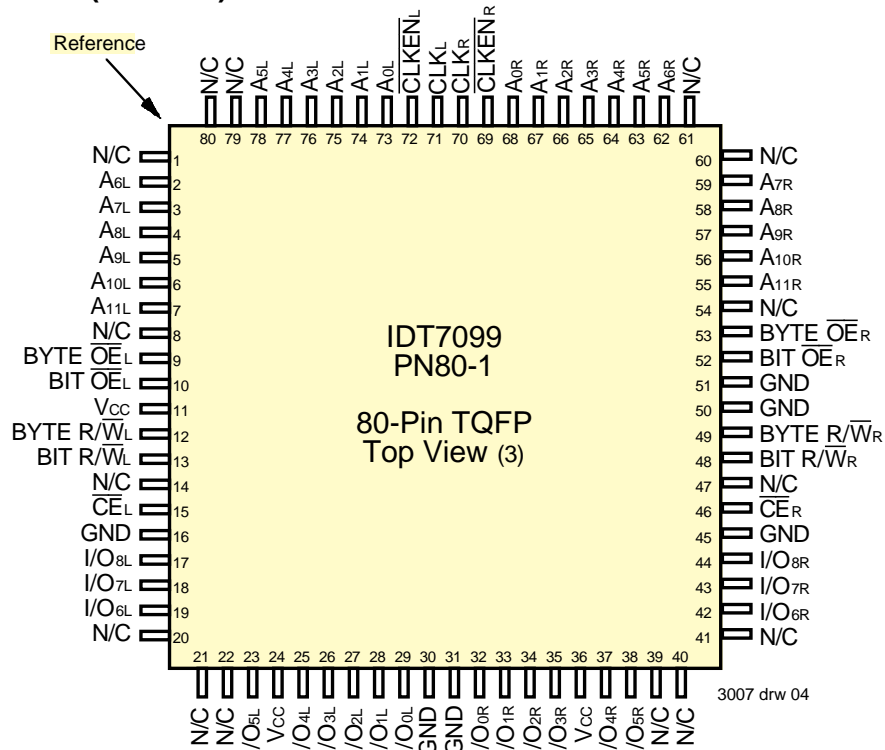 Reference
N/C
N/C
A5L
A4L
A3L
A2L
A1L
A0L
CLKENL
CLKL
CLKR
CLKENR
A0R
A1R
A2R
A3R
A4R
A5R
A6R
N/C
80 79 78 77 76 75 74 73 72 71 70 69 68 67 66 65 64 63 62 61
N/C 1
A6L 2
A7L 3
A8L 4
A9L 5
A10L 6
A11L 7
N/C 8
BYTE OEL 9
BIT OEL 10
VCC 11
BYTE R/WL 12
BIT R/WL 13
N/C 14
CEL 15
GND 16
I/O8L 17
I/O7L 18
I/O6L 19
N/C 20
IDT7099
PN80-1
80-Pin TQFP
Top View (3)
60 N/C
59 A7R
58 A8R
57 A9R
56 A10R
55 A11R
54 N/C
53 BYTE OER
52 BIT OER
51 GND
50 GND
49 BYTE R/WR
48 BIT R/WR
47 N/C
46 CER
45 GND
44 I/O8R
43 I/O7R
42 I/O6R
41 N/C
21 22 23 24 25 26 27 28 29 30 31 32 33 34 35 36 37 38 39 40
N/C
N/C
/O5L
VCC
/O4L
/O3L
/O2L
/O1L
/O0L
GND
GND
/O0R
/O1R
/O2R
/O3R
VCC
/O4R
/O5R
N/C
N/C
3007 drw 04